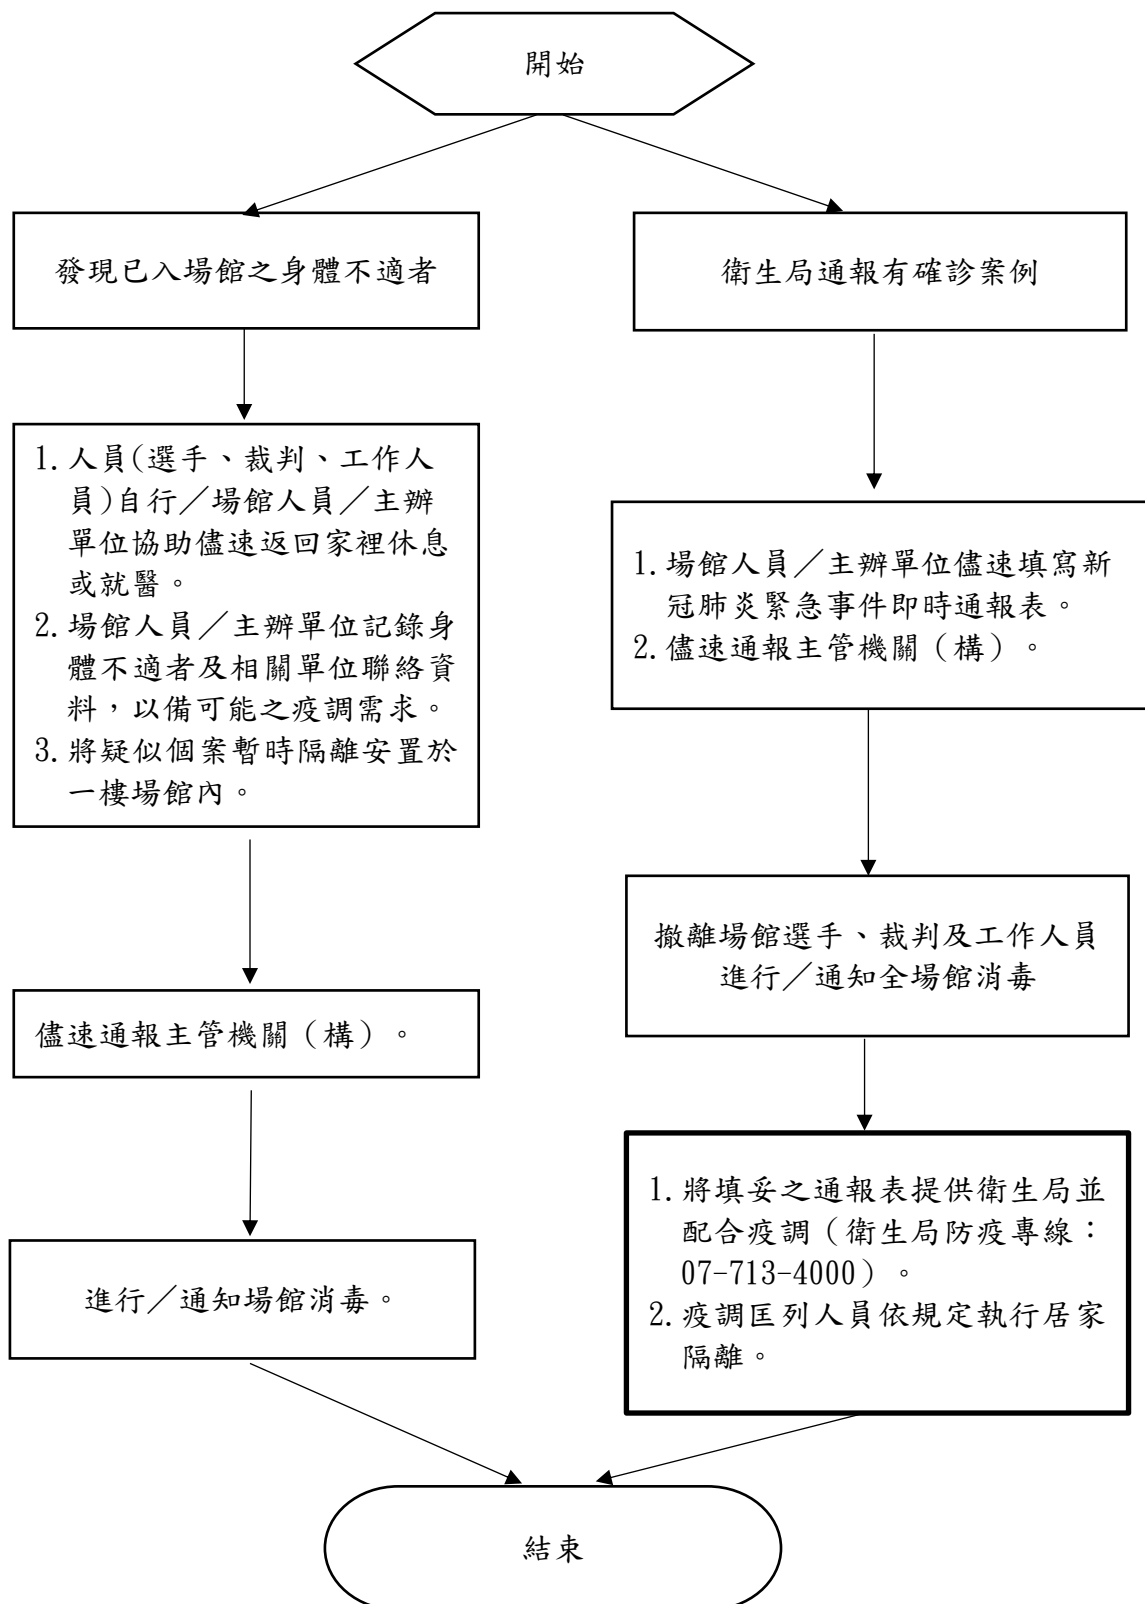 開始
發現已入場館之身體不適者
1.人員(選手、裁判、工作人
員)自行／場館人員／主辦
單位協助儘速返回家裡休息
或就醫。
2.場館人員／主辦單位記錄身
體不適者及相關單位聯絡資
料，以備可能之疫調需求。
3.將疑似個案暫時隔離安置於
一樓場館內。
儘速通報主管機關（構）。
進行／通知場館消毒。
衛生局通報有確診案例
1.場館人員／主辦單位儘速填寫新
冠肺炎緊急事件即時通報表。
2.儘速通報主管機關（構）。
撤離場館選手、裁判及工作人員
進行／通知全場館消毒
1.將填妥之通報表提供衛生局並
配合疫調（衛生局防疫專線：
07-713-4000）。
2.疫調匡列人員依規定執行居家
隔離。
結束